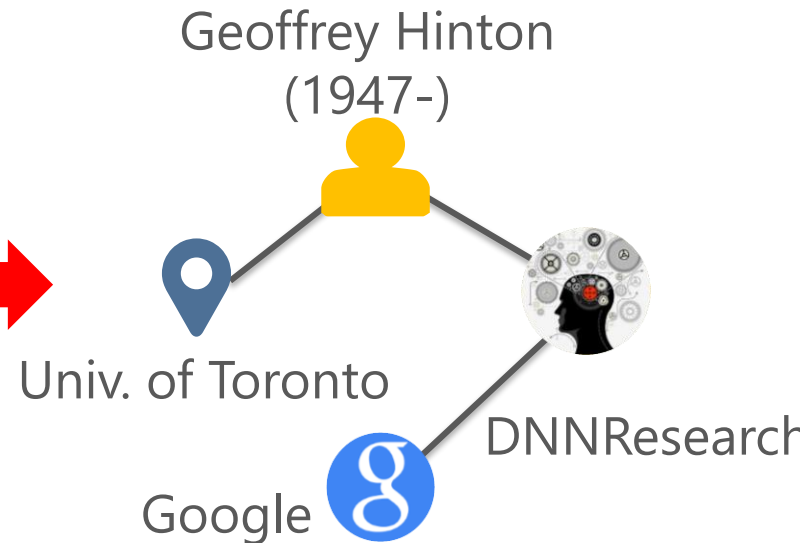 Geoffrey Hinton
(1947-)
Univ. of Toronto
DNNResearch
Google
g